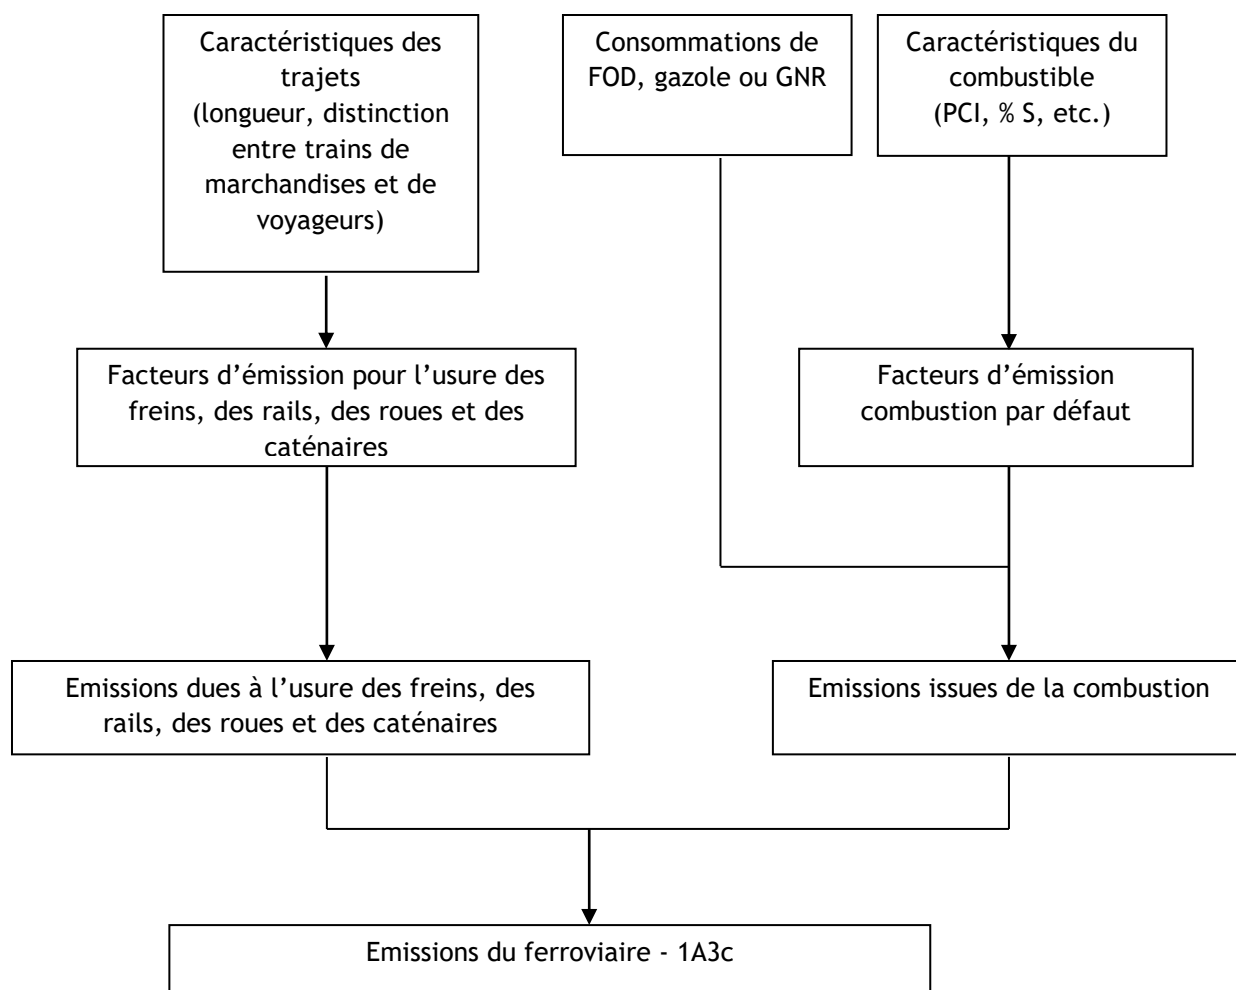 Caractéristiques des
trajets
(longueur, distinction
entre trains de
marchandises et de
voyageurs)
Consommations de
FOD, gazole ou GNR
Caractéristiques du
combustible
(PCI, % S, etc.)
Facteurs d’émission pour l’usure des
freins, des rails, des roues et des
caténaires
Facteurs d’émission
combustion par défaut
Emissions dues à l’usure des freins, des
rails, des roues et des caténaires
Emissions issues de la combustion
Emissions du ferroviaire - 1A3c